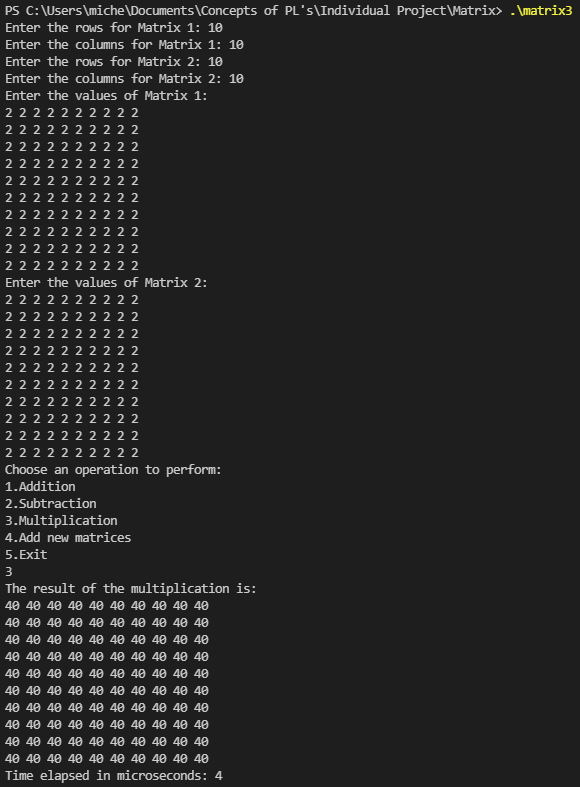 PS C:\Users\miche\Documents\Concepts of PL's\Individual Project\Matrix> .\matrix3
Enter the rows for Matrix 1: 10
Enter the columns for Matrix 1: 10
Enter the rows for Matrix 2: 10
Enter the columns for Matrix 2: 10
Enter the values of Matrix 1:
2 2 2 2 2 2 2 2 2 2
2 2 2 2 2 2 2 2 2 2
2 2 2 2 2 2 2 2 2 2
2 2 2 2 2 2 2 2 2 2
2 2 2 2 2 2 2 2 2 2
2 2 2 2 2 2 2 2 2 2
2 2 2 2 2 2 2 2 2 2
2 2 2 2 2 2 2 2 2 2
2 2 2 2 2 2 2 2 2 2
2 2 2 2 2 2 2 2 2 2
Enter the values of Matrix 2:
2 2 2 2 2 2 2 2 2 2
2 2 2 2 2 2 2 2 2 2
2 2 2 2 2 2 2 2 2 2
2 2 2 2 2 2 2 2 2 2
2 2 2 2 2 2 2 2 2 2
2 2 2 2 2 2 2 2 2 2
2 2 2 2 2 2 2 2 2 2
2 2 2 2 2 2 2 2 2 2
2 2 2 2 2 2 2 2 2 2
2 2 2 2 2 2 2 2 2 2
Choose an operation to perform:
1.Addition
2.Subtraction
3.Multiplication
4.Add new matrices
5.Exit
3
The result of the multiplication is:
40 40 40 40 40 40 40 40 40 40
40 40 40 40 40 40 40 40 40 40
40 40 40 40 40 40 40 40 40 40
40 40 40 40 40 40 40 40 40 40
40 40 40 40 40 40 40 40 40 40
40 40 40 40 40 40 40 40 40 40
40 40 40 40 40 40 40 40 40 40
40 40 40 40 40 40 40 40 40 40
40 40 40 40 40 40 40 40 40 40
40 40 40 40 40 40 40 40 40 40
Time elapsed in microseconds: 4